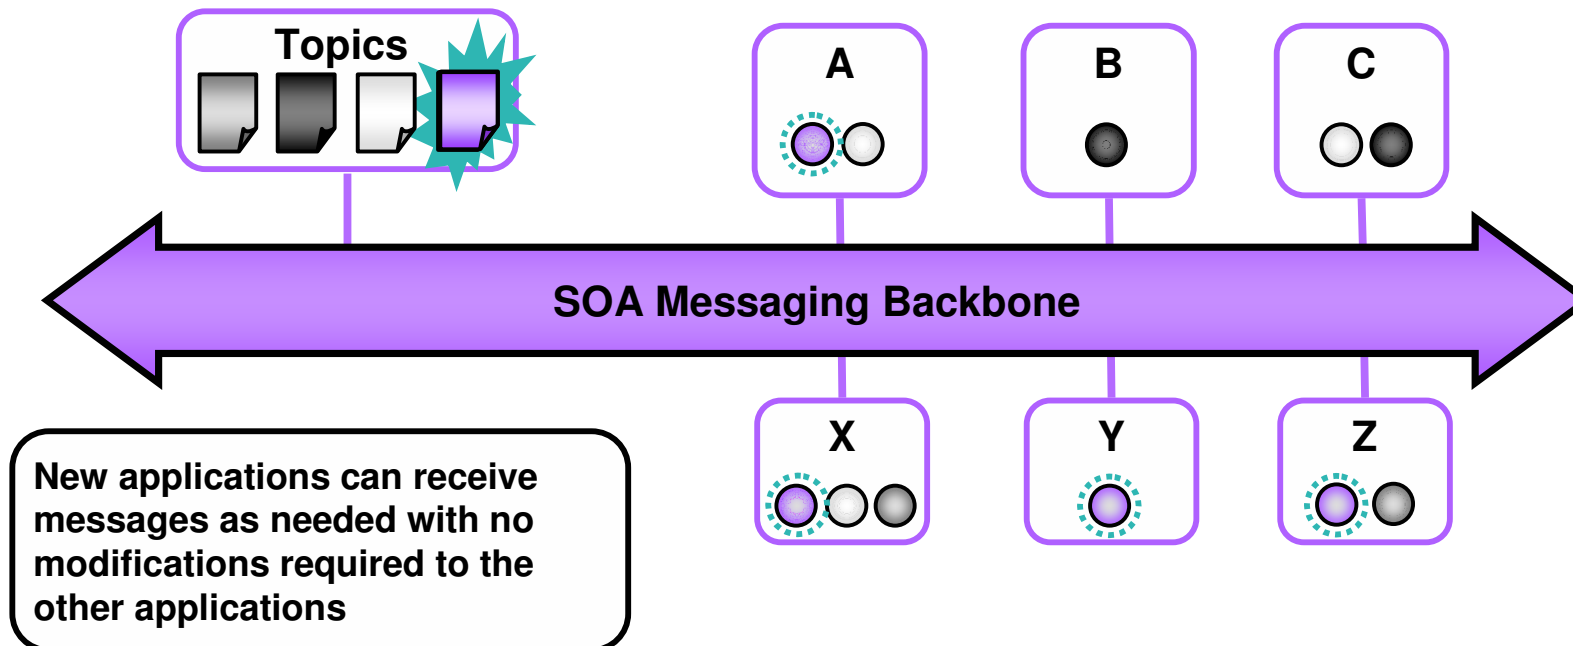 Topics
A
B
C
SOA Messaging Backbone
X
Y
Z
New applications can receive
messages as needed with no
modifications required to the
other applications